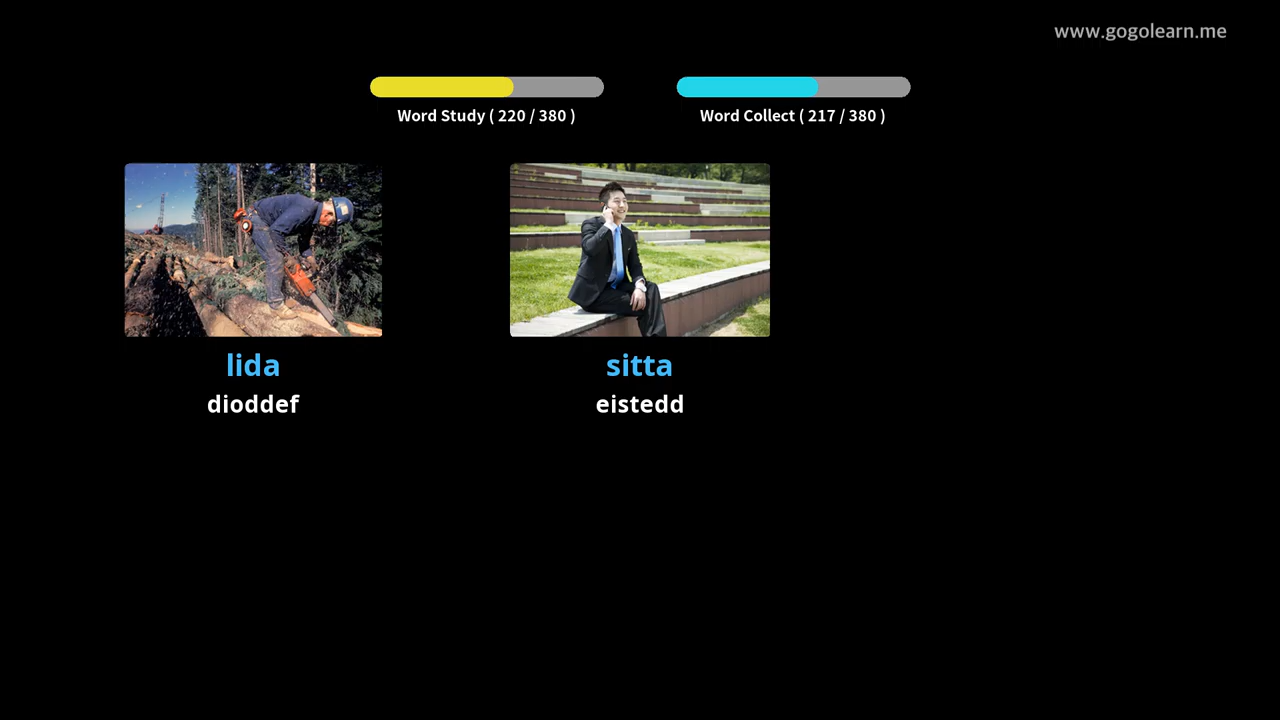 www.gogolearn.me
Word Study ( 220 / 380 )
Word Collect ( 217 / 380 )
lida
dioddef
sitta
eistedd